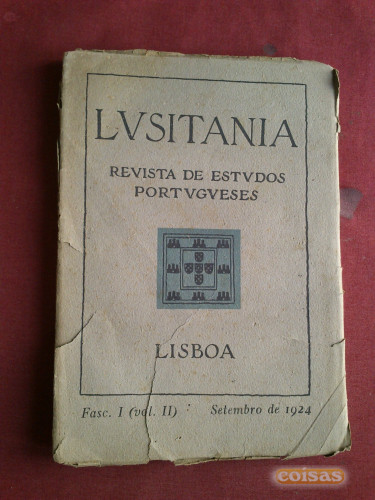 LVSITANIA
REVISTA DE ESTVDOS
PORTVGVESES
LISBOA
Fasc. I (vol. II) Setembro de 1924
coisas